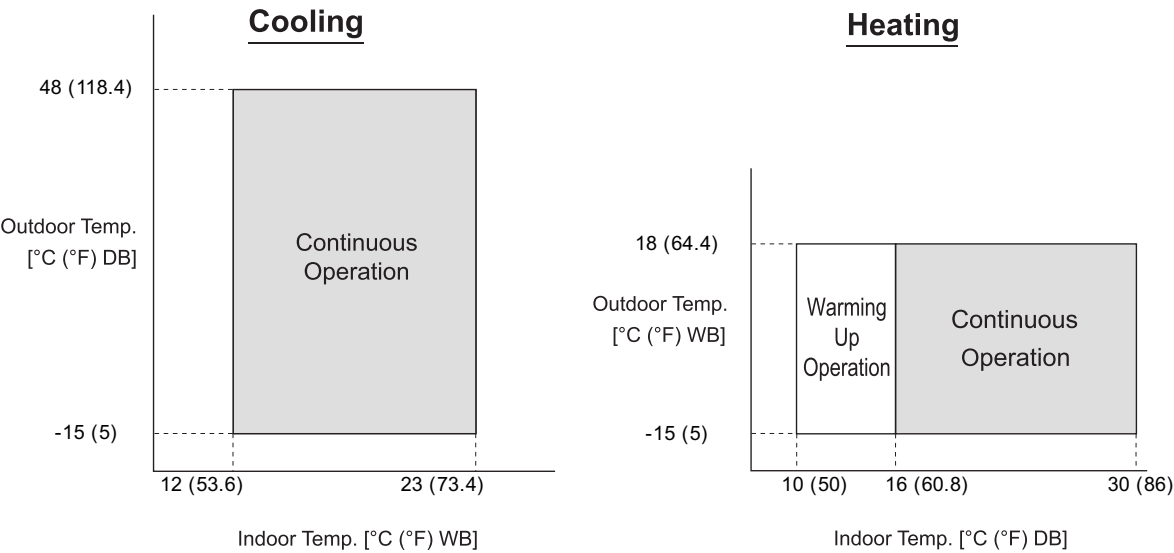 Cooling
48 (118.4)
Outdoor Temp.
[°C (°F) DB]
Continuous
Operation
-15 (5)
12 (53.6)
23 (73.4)
Indoor Temp. [°C (°F) WB]
Heating
18 (64.4)
Outdoor Temp.
[°C (°F) WB]
Warming
Up
Operation
Continuous
Operation
-15 (5)
10 (50)
16 (60.8)
30 (86)
Indoor Temp. [°C (°F) DB]